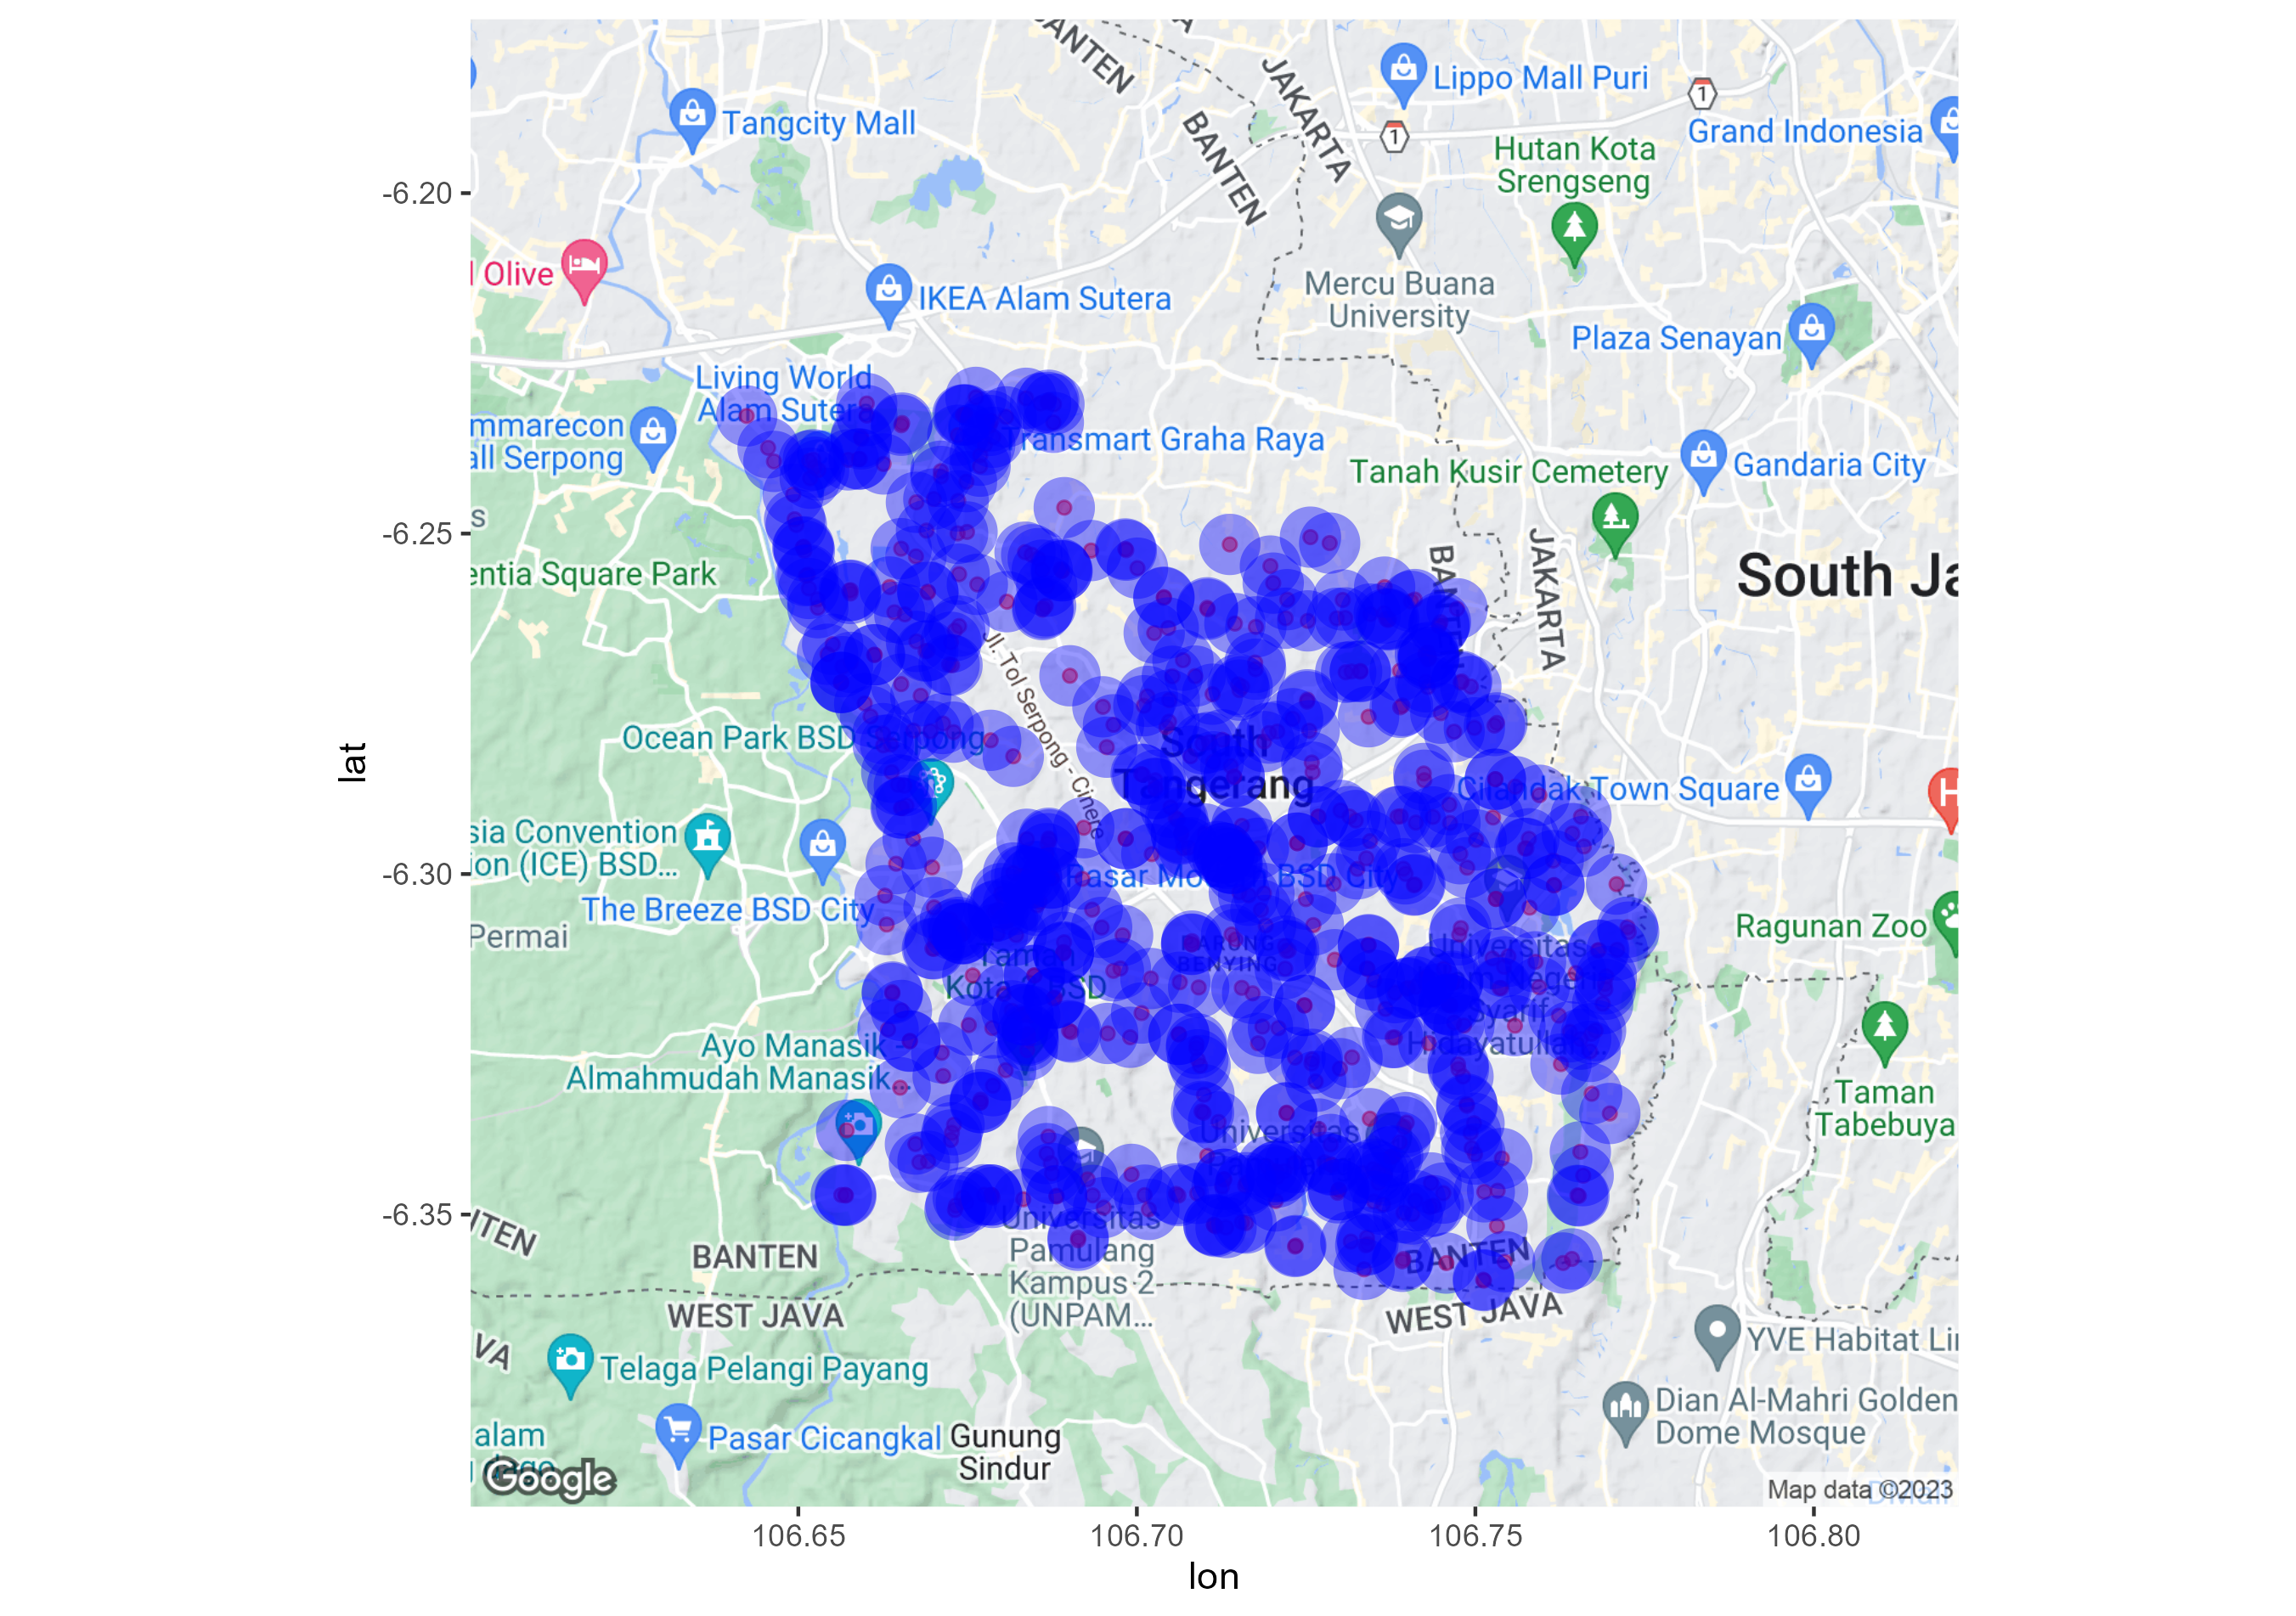 BANTEN
JAKARTA
BANTEN
Lippo Mall Puri
1
1
Tangcity Mall
Grand Indonesia
Hutan Kota
Srengseng
-6.20
Olive
Mercu Buana
University
IKEA Alam Sutera
Plaza Senayan
Living World
Alam Sutera
mmarecon
all Serpong
Transmart Graha Raya
Tanah Kusir Cemetery
Gandaria City
s
-6.25
entia Square Park
JAKARTA
South Ja
Jl. Tol Serpong - Cinere
Ocean Park BSD Serpong
South
Tangerang
lat
Cilandak Town Square
H
sia Convention
ion (ICE) BSD...
-6.30
Pasar Mo BSD City
The Breeze BSD City
Permai
Ragunan Zoo
BENYING
Universitas
Negeri
Syarif
Hidayatulla
Taman
Kota BSD
Ayo Manasik
Almahmudah Manasik...
Taman
Tabebuya
Universitas
-6.35
NTEN
BANTEN
WEST JAVA
Universitas
Pamulang
Kampus 2
(UNPAM...
BANTEN
WEST JAVA
VA
YVE Habitat Li
Telaga Pelangi Payang
Dian Al-Mahri Golden
Dome Mosque
alam
Pasar Cicangkal
Gunung
Sindur
Google
Map data ©2023
106.65
106.70
106.75
106.80
lon